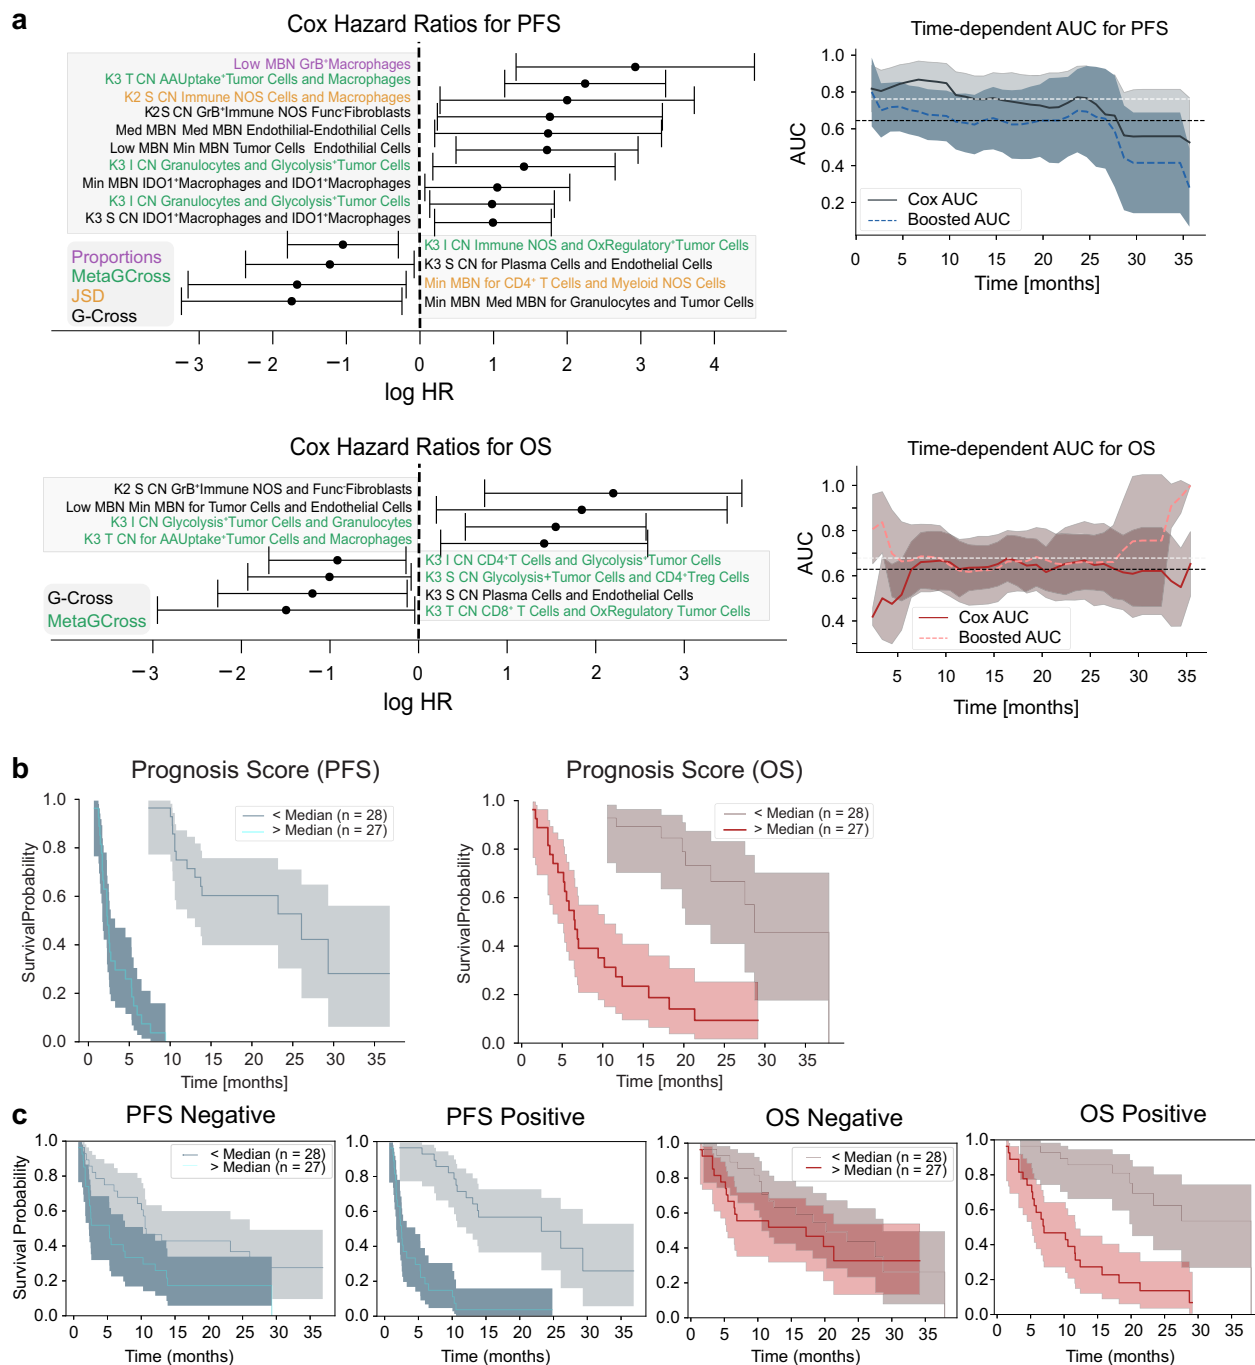 a
Cox Hazard Ratios for PFS
Low MBN GrB⁺Macrophages
K3 T CN AAUptake⁺Tumor Cells and Macrophages
K2 S CN Immune NOS Cells and Macrophages
K2S CN GrB⁺Immune NOS Func⁻Fibroblasts
Med MBN Med MBN Endothilial-Endothilial Cells
Low MBN Min MBN Tumor Cells Endothelial Cells
K3 I CN Granulocytes and Glycolysis⁺Tumor Cells
Min MBN IDO1⁺Macrophages and IDO1⁺Macrophages
K3 I CN Granulocytes and Glycolysis⁺Tumor Cells
K3 S CN IDO1⁺Macrophages and IDO1⁺Macrophages
K3 I CN Immune NOS and OxRegulatory⁺Tumor Cells
K3 S CN for Plasma Cells and Endothelial Cells
Min MBN for CD4⁺ T Cells and Myeloid NOS Cells
Min MBN Med MBN for Granulocytes and Tumor Cells
Proportions
MetaGCross
JSD
G-Cross
−3 −2 −1 0 1 2 3 4
log HR
Time-dependent AUC for PFS
AUC
1.0
0.8
0.6
0.4
0.2
Cox AUC
Boosted AUC
5 10 15 20 25 30 35
Time [months]
Cox Hazard Ratios for OS
K2 S CN GrB⁺Immune NOS and Func⁻Fibroblasts
Low MBN Min MBN for Tumor Cells and Endothelial Cells
K3 I CN Glycolysis⁺Tumor Cells and Granulocytes
K3 T CN for AAUptake⁺Tumor Cells and Macrophages
K3 I CN CD4⁺T Cells and Glycolysis⁺Tumor Cells
K3 S CN Glycolysis+Tumor Cells and CD4⁺Treg Cells
K3 S CN Plasma Cells and Endothelial Cells
K3 T CN CD8⁺ T Cells and OxRegulatory Tumor Cells
G-Cross
MetaGCross
−3 −2 −1 0 1 2 3
log HR
Time-dependent AUC for OS
AUC
1.0
0.8
0.6
0.4
Cox AUC
Boosted AUC
5 10 15 20 25 30 35
Time [months]
b
Prognosis Score (PFS)
SurvivalProbability
1.0
0.8
0.6
0.4
0.2
0.0
< Median (n = 28)
> Median (n = 27)
0 5 10 15 20 25 30 35
Time [months]
Prognosis Score (OS)
SurvivalProbability
1.0
0.8
0.6
0.4
0.2
0.0
< Median (n = 28)
> Median (n = 27)
0 5 10 15 20 25 30 35
Time [months]
c
PFS Negative
Survival Probability
1.0
0.8
0.6
0.4
0.2
0.0
< Median (n = 28)
> Median (n = 27)
0 5 10 15 20 25 30 35
Time (months)
PFS Positive
1.0
0.8
0.6
0.4
0.2
0.0
0 5 10 15 20 25 30 35
Time (months)
OS Negative
1.0
0.8
0.6
0.4
0.2
0.0
< Median (n = 28)
> Median (n = 27)
0 5 10 15 20 25 30 35
Time (months)
OS Positive
1.0
0.8
0.6
0.4
0.2
0.0
0 5 10 15 20 25 30 35
Time (months)